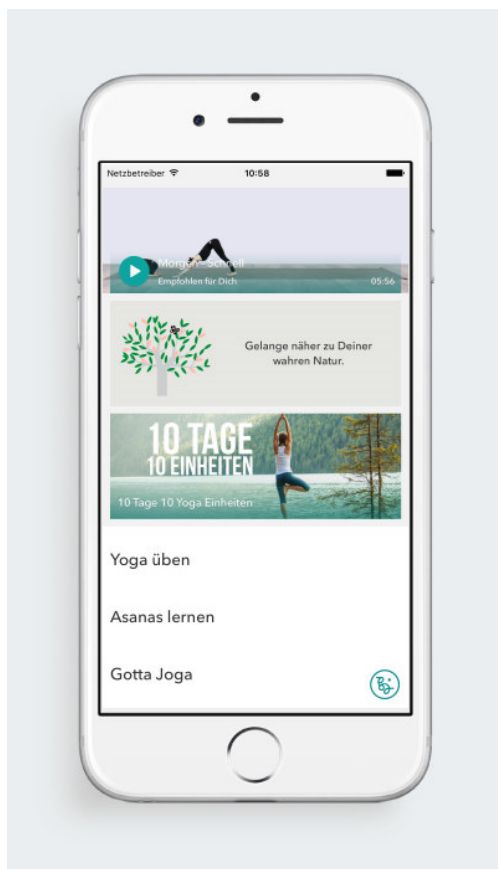 Netzbetreiber 10:58
Morgen - Schnell
Empfohlen für Dich 05:56
Gelange näher zu Deiner
wahren Natur.
10 TAGE
10 EINHEITEN
10 Tage 10 Yoga Einheiten
Yoga üben
Asanas lernen
Gotta Joga